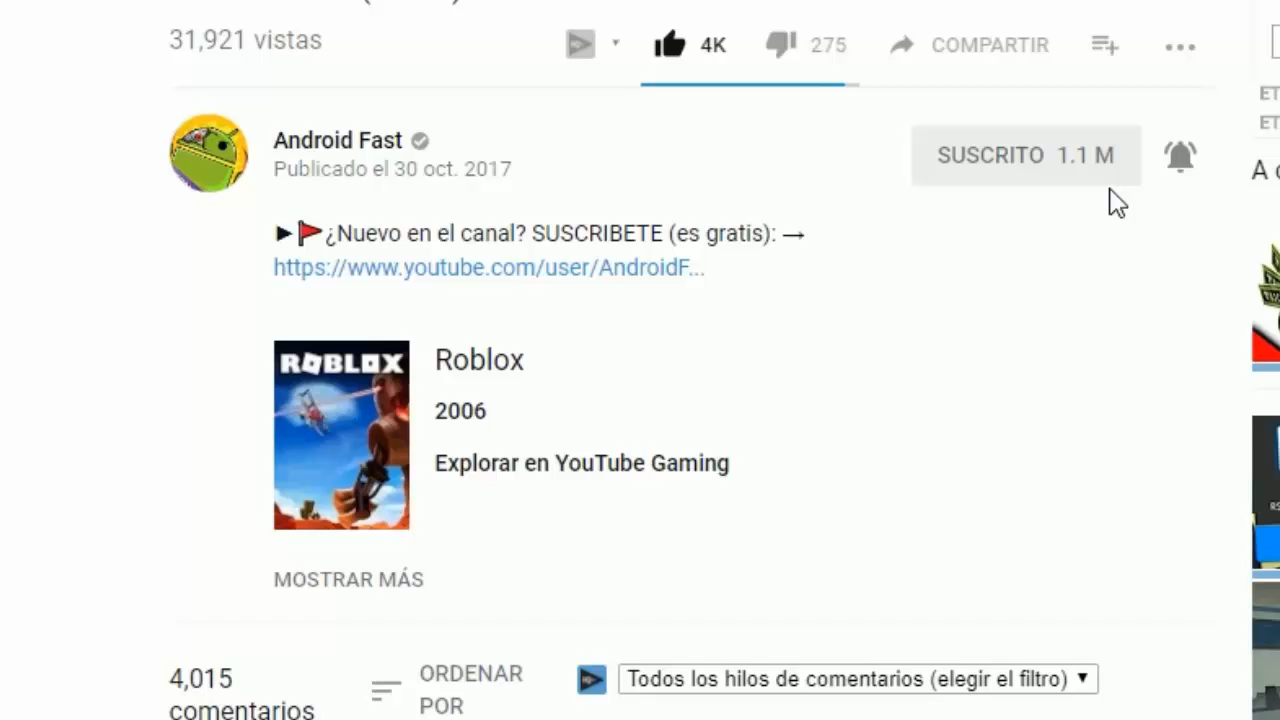 31,921 vistas
4K
275
COMPARTIR
Android Fast
Publicado el 30 oct. 2017
SUSCRITO 1.1 M
►🚩¿Nuevo en el canal? SUSCRIBETE (es gratis): →
https://www.youtube.com/user/AndroidF...
ROBLOX
Roblox
2006
Explorar en YouTube Gaming
MOSTRAR MÁS
4,015
comentarios
ORDENAR
POR
Todos los hilos de comentarios (elegir el filtro) ▼
ET
ET
A